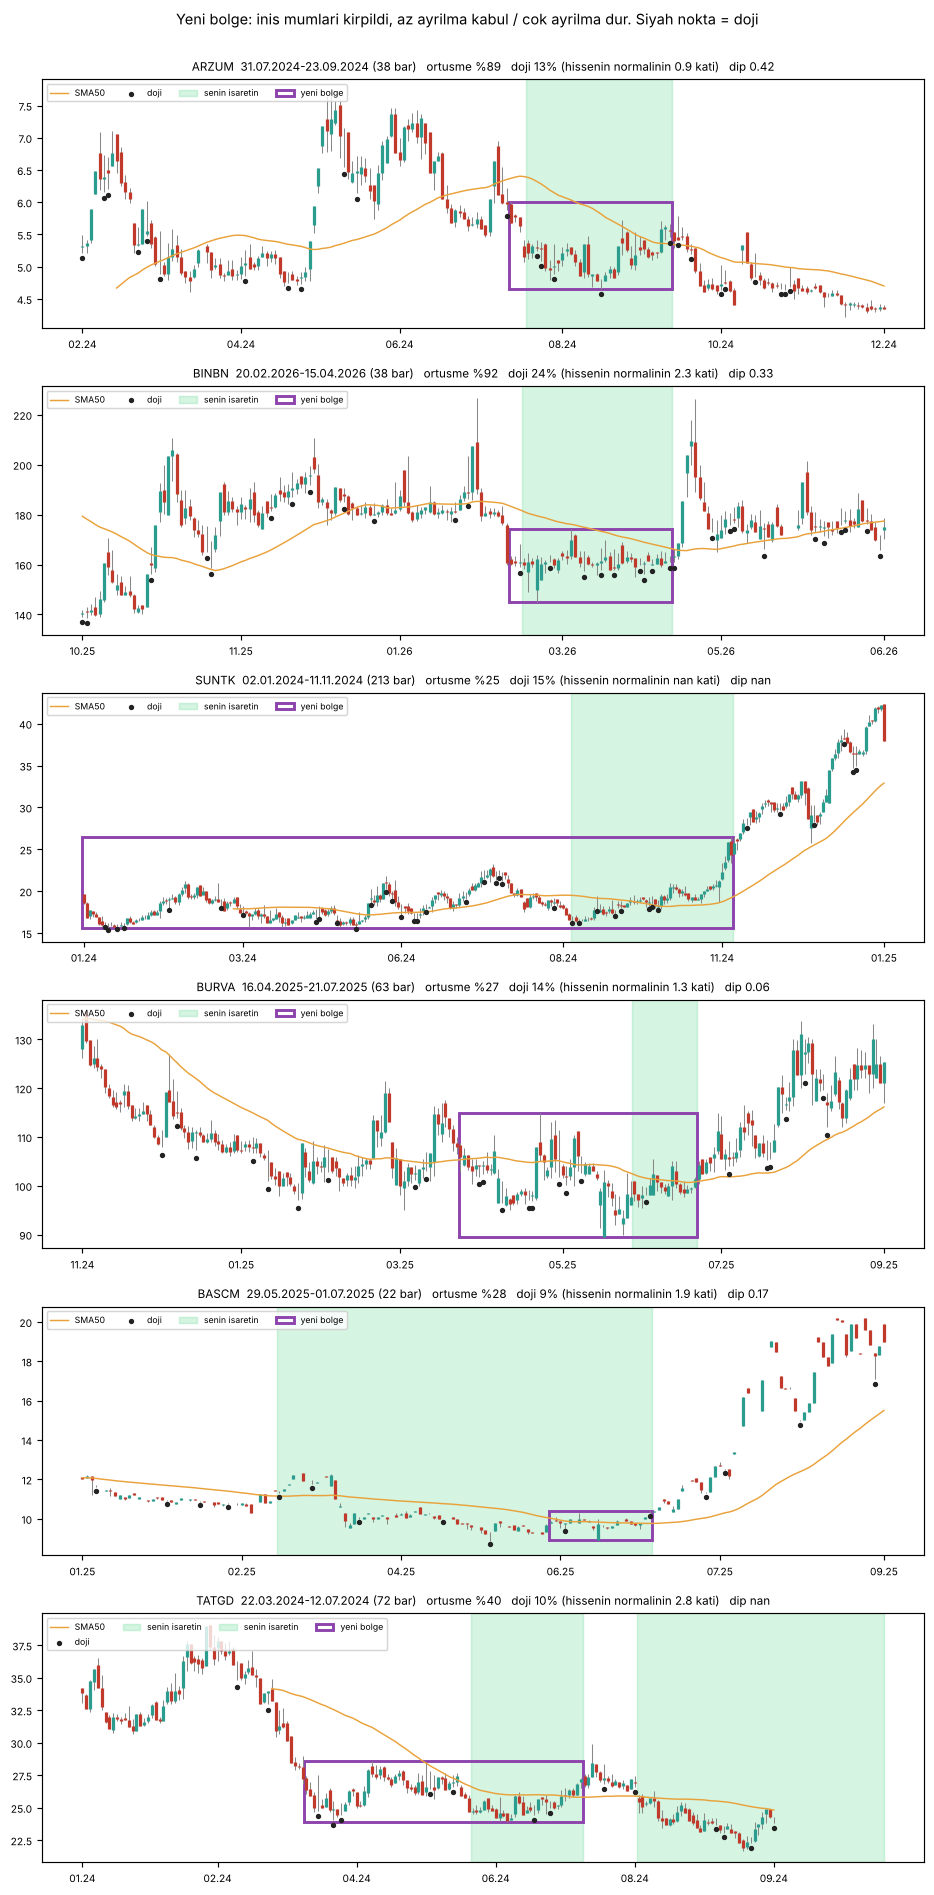 Yeni bolge: inis mumlari kirpildi, az ayrilma kabul / cok ayrilma dur. Siyah nokta = doji
ARZUM  31.07.2024-23.09.2024 (38 bar)   ortusme %89   doji 13% (hissenin normalinin 0.9 kati)   dip 0.42
SMA50 doji senin isaretin yeni bolge
7.5
7.0
6.5
6.0
5.5
5.0
4.5
02.24 04.24 06.24 08.24 10.24 12.24
BINBN  20.02.2026-15.04.2026 (38 bar)   ortusme %92   doji 24% (hissenin normalinin 2.3 kati)   dip 0.33
SMA50 doji senin isaretin yeni bolge
220
200
180
160
140
10.25 11.25 01.26 03.26 05.26 06.26
SUNTK  02.01.2024-11.11.2024 (213 bar)   ortusme %25   doji 15% (hissenin normalinin nan kati)   dip nan
SMA50 doji senin isaretin yeni bolge
40
35
30
25
20
15
01.24 03.24 06.24 08.24 11.24 01.25
BURVA  16.04.2025-21.07.2025 (63 bar)   ortusme %27   doji 14% (hissenin normalinin 1.3 kati)   dip 0.06
SMA50 doji senin isaretin yeni bolge
130
120
110
100
90
11.24 01.25 03.25 05.25 07.25 09.25
BASCM  29.05.2025-01.07.2025 (22 bar)   ortusme %28   doji 9% (hissenin normalinin 1.9 kati)   dip 0.17
SMA50 doji senin isaretin yeni bolge
20
18
16
14
12
10
01.25 02.25 04.25 06.25 07.25 09.25
TATGD  22.03.2024-12.07.2024 (72 bar)   ortusme %40   doji 10% (hissenin normalinin 2.8 kati)   dip nan
SMA50 senin isaretin senin isaretin yeni bolge
doji
37.5
35.0
32.5
30.0
27.5
25.0
22.5
01.24 02.24 04.24 06.24 08.24 09.24